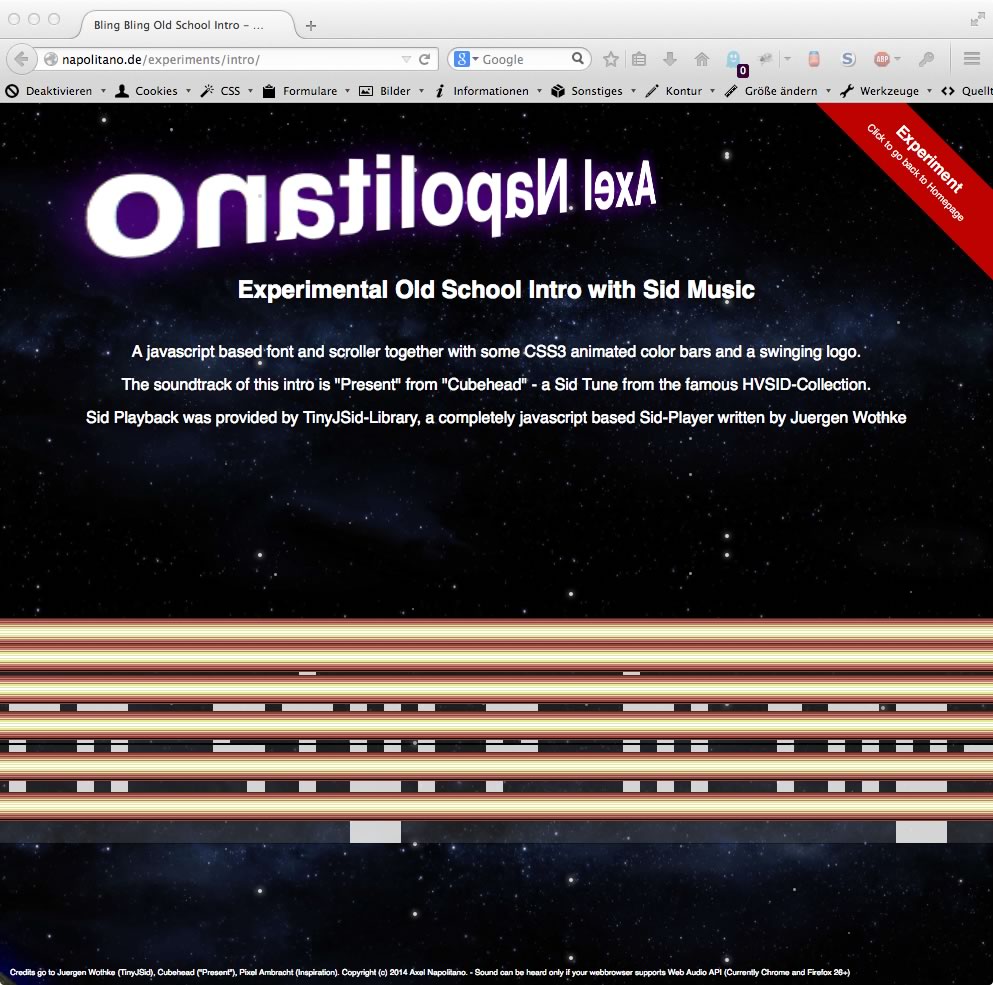 Bling Bling Old School Intro – ...
napolitano.de/experiments/intro/
Google
0
ABP
S
Deaktivieren Cookies CSS Formulare Bilder Informationen Sonstiges Kontur Größe ändern Werkzeuge Quellt
Experiment
Click to go back to Homepage
Axel Napolitano
Experimental Old School Intro with Sid Music
A javascript based font and scroller together with some CSS3 animated color bars and a swinging logo.
The soundtrack of this intro is "Present" from "Cubehead" - a Sid Tune from the famous HVSID-Collection.
Sid Playback was provided by TinyJSid-Library, a completely javascript based Sid-Player written by Juergen Wothke
Credits go to Juergen Wothke (TinyJSid), Cubehead ("Present"), Pixel Ambracht (Inspiration). Copyright (c) 2014 Axel Napolitano. - Sound can be heard only if your webbrowser supports Web Audio API (Currently Chrome and Firefox 26+)